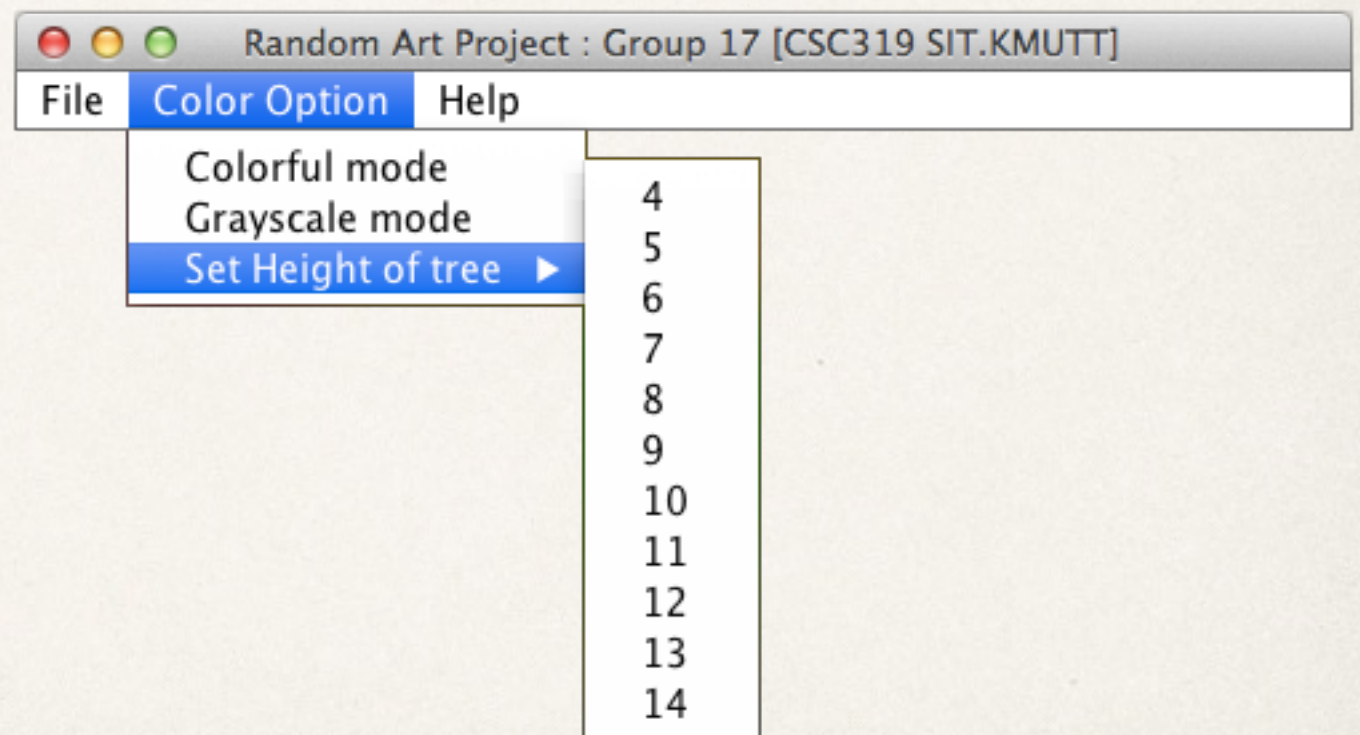 Random Art Project : Group 17 [CSC319 SIT.KMUTT]
File Color Option Help
Colorful mode
Grayscale mode
Set Height of tree
4
5
6
7
8
9
10
11
12
13
14